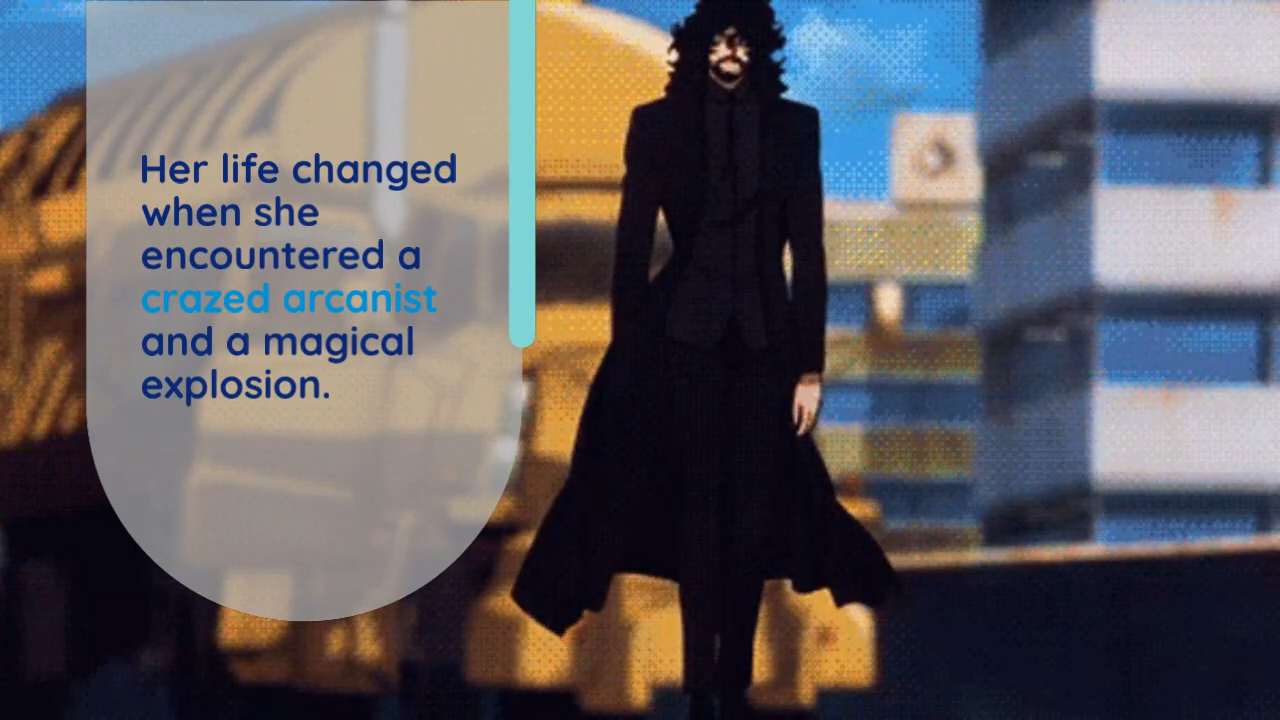 Her life changed
when she
encountered a
crazed arcanist
and a magical
explosion.